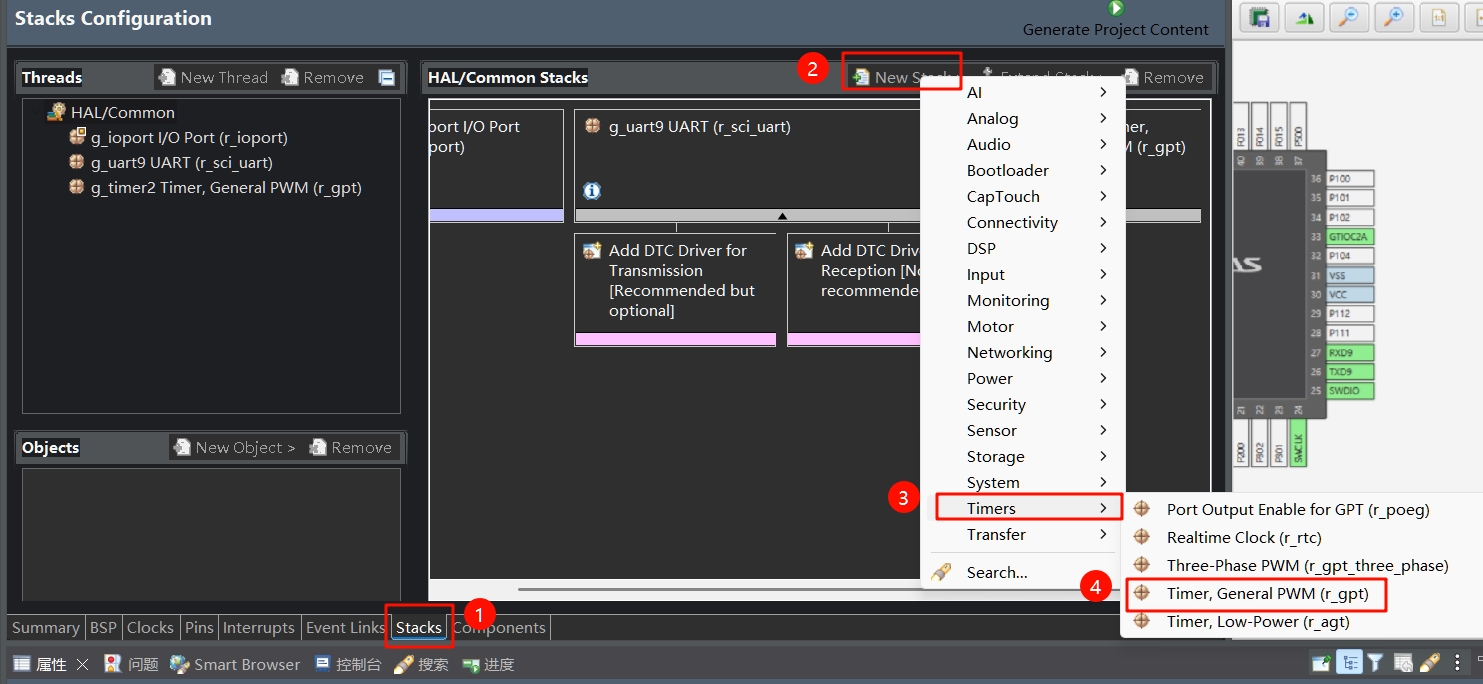 Stacks Configuration
Generate Project Content
Threads
New Thread
Remove
HAL/Common Stacks
2
New Stack
Extend Stack
Remove
HAL/Common
g_ioport I/O Port (r_ioport)
g_uart9 UART (r_sci_uart)
g_timer2 Timer, General PWM (r_gpt)
port I/O Port
port)
g_uart9 UART (r_sci_uart)
ner,
(r_gpt)
Add DTC Driver for
Transmission
[Recommended but
optional]
Add DTC Driv
Reception [No
recommende
AI
Analog
Audio
Bootloader
CapTouch
Connectivity
DSP
Input
Monitoring
Motor
Networking
Power
Security
Sensor
Storage
System
3
Timers
Transfer
Search...
Port Output Enable for GPT (r_poeg)
Realtime Clock (r_rtc)
Three-Phase PWM (r_gpt_three_phase)
4
Timer, General PWM (r_gpt)
Timer, Low-Power (r_agt)
Objects
New Object >
Remove
1
Summary
BSP
Clocks
Pins
Interrupts
Event Links
Stacks
Components
属性
问题
Smart Browser
控制台
搜索
进度
P013
P014
P015
P500
40
39
38
37
36 P100
35 P101
34 P102
33 GTIOC2A
32 P104
31 VSS
30 VCC
29 P112
28 P111
27 RXD9
26 TXD9
25 SWDIO
AS
21
22
23
24
P200
P302
P301
SWCLK